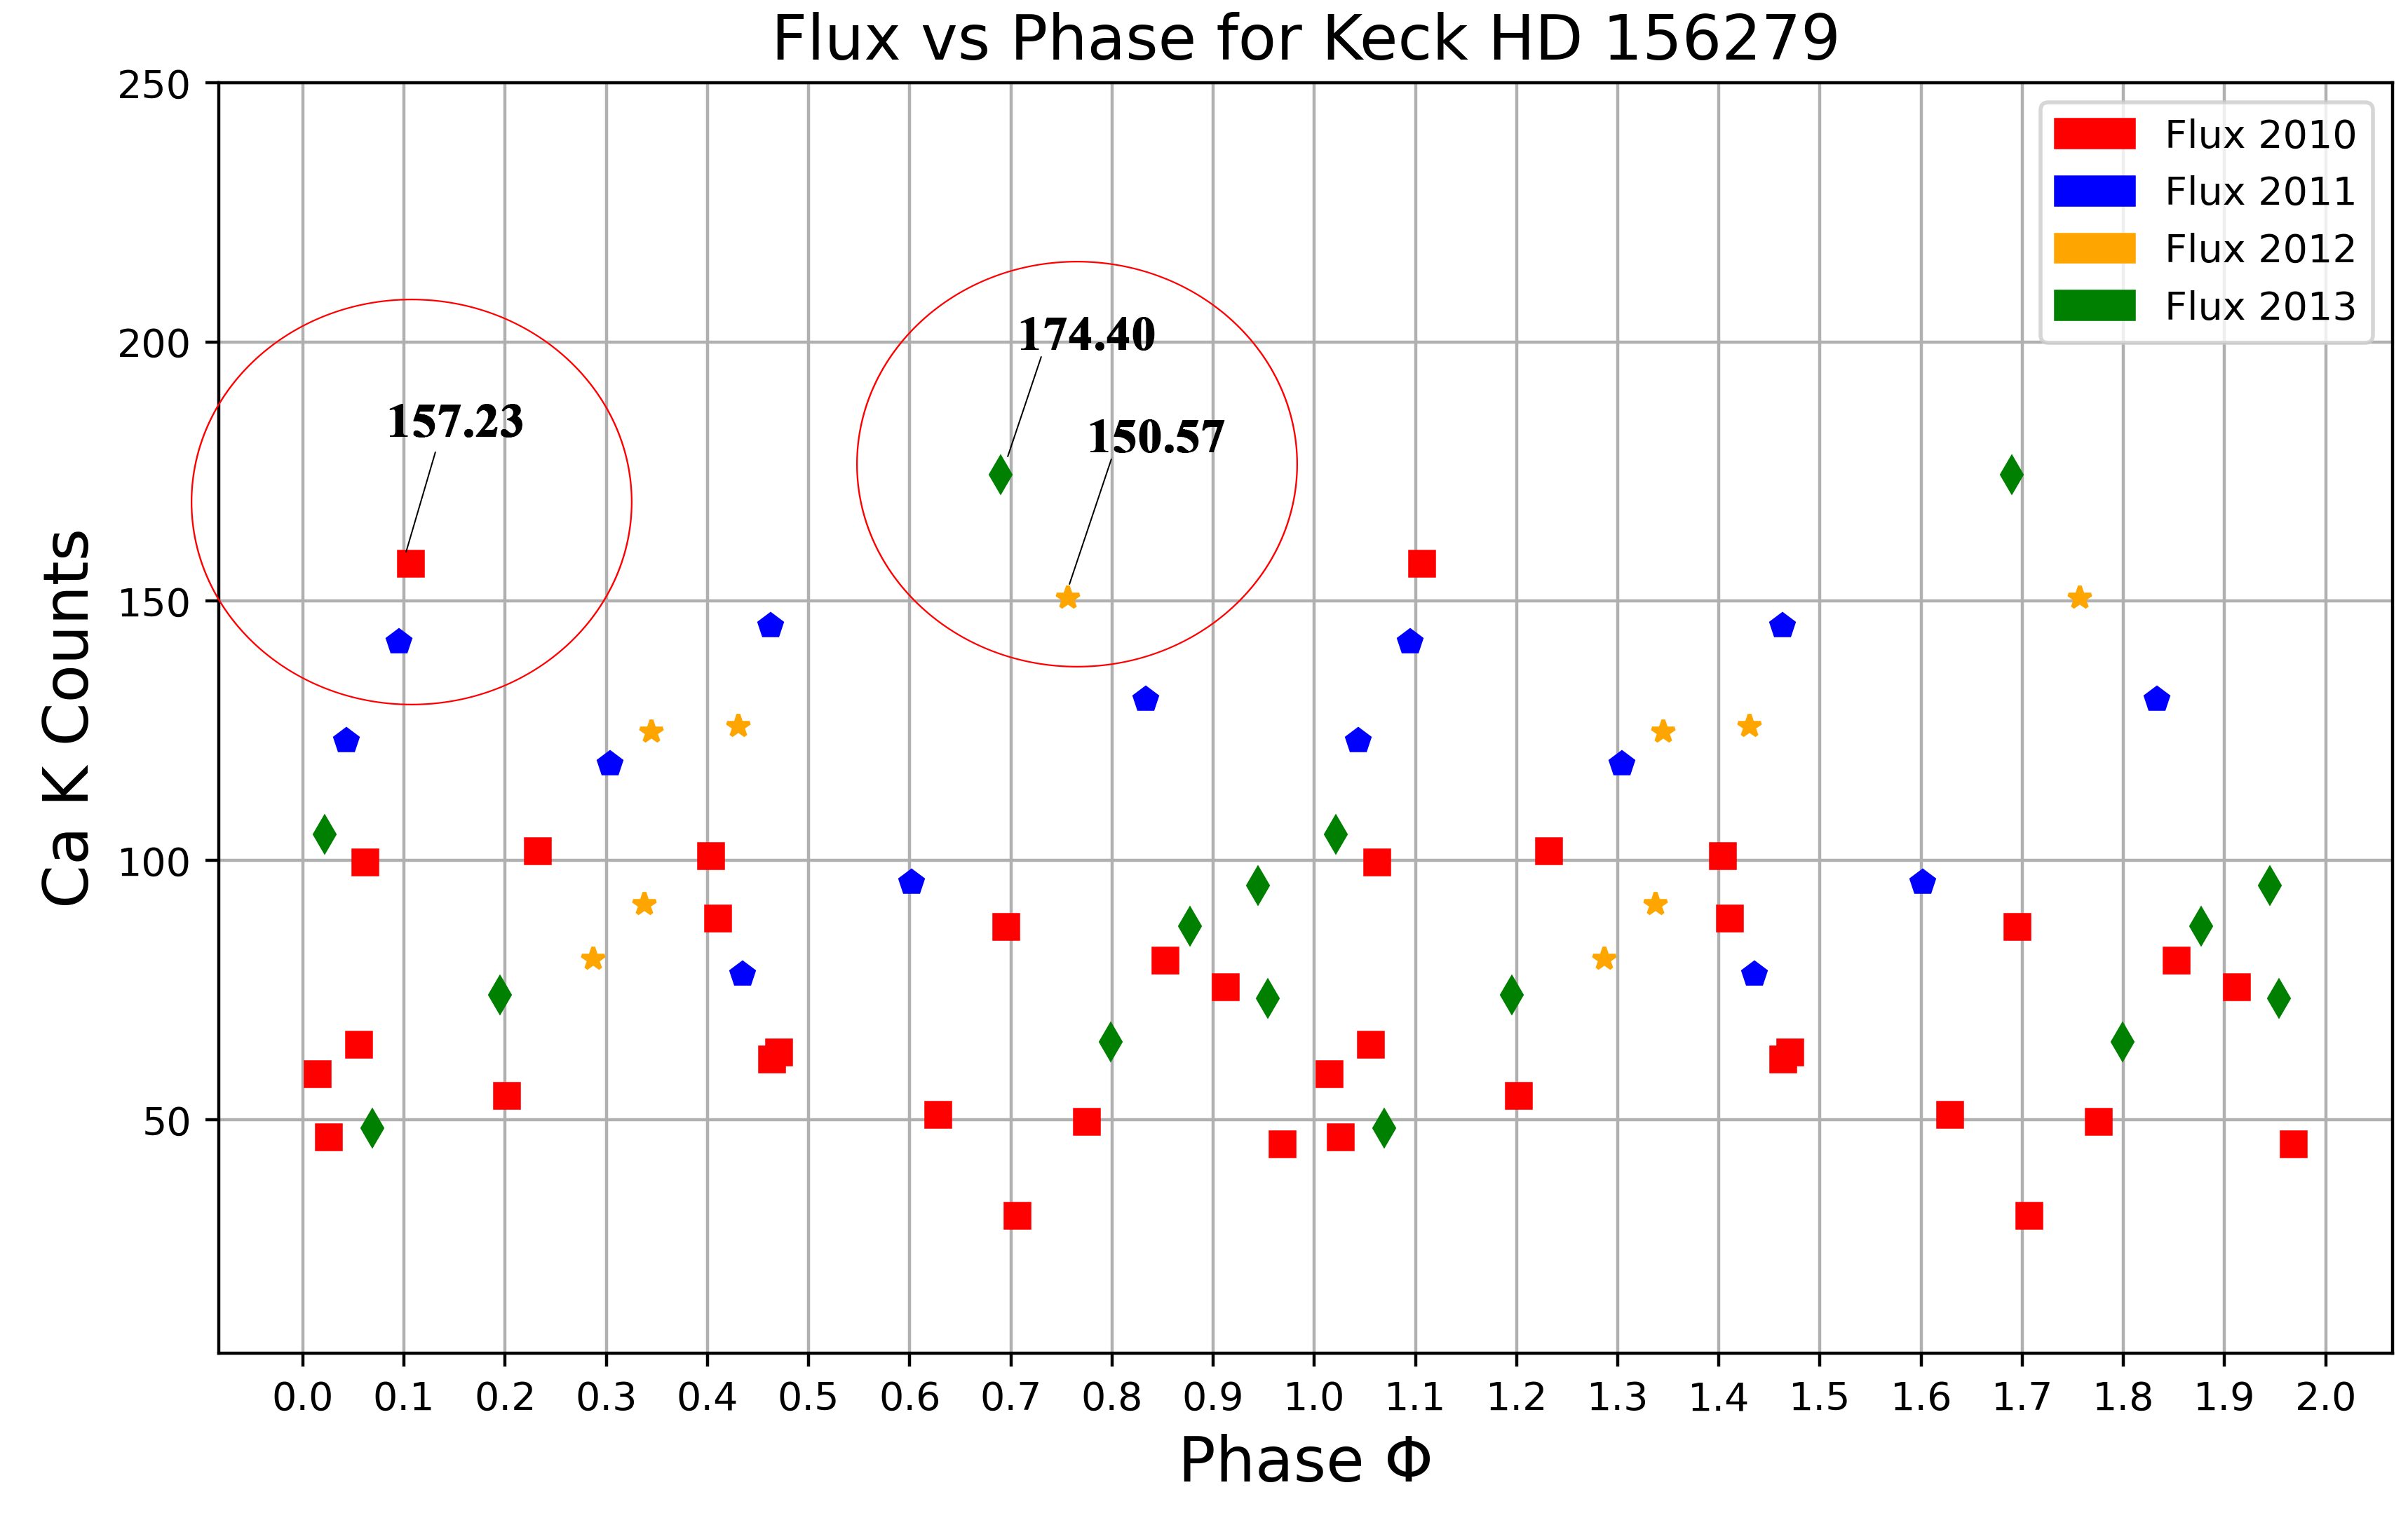 Flux vs Phase for Keck HD 156279
250
200
150
100
50
Ca K Counts
Flux 2010
Flux 2011
Flux 2012
Flux 2013
174.40
157.23
150.57
0.0 0.1 0.2 0.3 0.4 0.5 0.6 0.7 0.8 0.9 1.0 1.1 1.2 1.3 1.4 1.5 1.6 1.7 1.8 1.9 2.0
Phase Φ